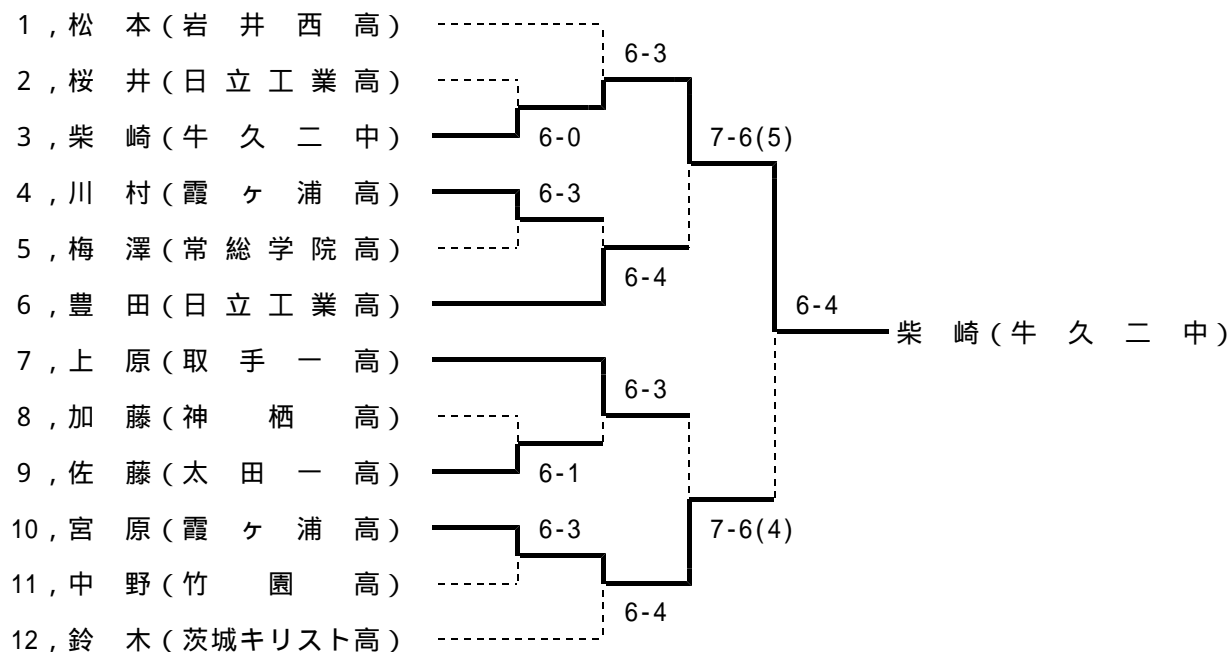 1,松 本(岩 井 西 高)
6-3
2,桜 井(日 立 工 業 高)
3,柴 崎(牛 久 二 中)
6-0
7-6(5)
4,川 村(霞 ヶ 浦 高)
6-3
5,梅 澤(常 総 学 院 高)
6-4
6,豊 田(日 立 工 業 高)
6-4
柴 崎(牛 久 二 中)
7,上 原(取 手 一 高)
6-3
8,加 藤(神 栖 高)
9,佐 藤(太 田 一 高)
6-1
10,宮 原(霞 ヶ 浦 高)
6-3
7-6(4)
11,中 野(竹 園 高)
6-4
12,鈴 木(茨城キリスト高)